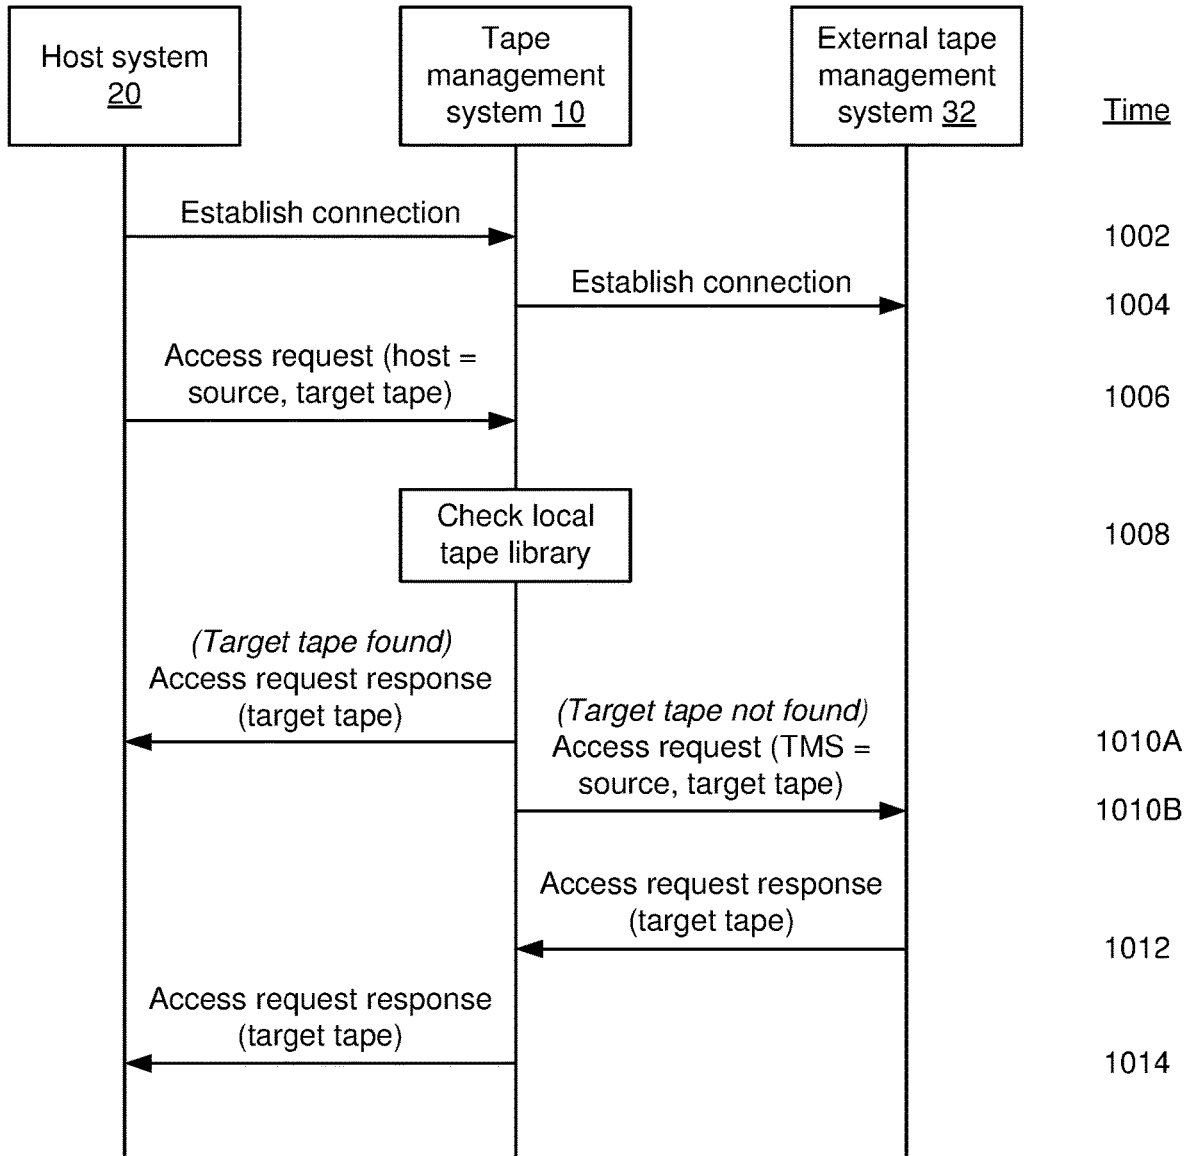 Host system
20
Tape
management
system 10
External tape
management
system 32
Time
Establish connection
1002
Establish connection
1004
Access request (host =
source, target tape)
1006
Check local
tape library
1008
(Target tape found)
Access request response
(target tape)
1010A
(Target tape not found)
Access request (TMS =
source, target tape)
1010B
Access request response
(target tape)
1012
Access request response
(target tape)
1014